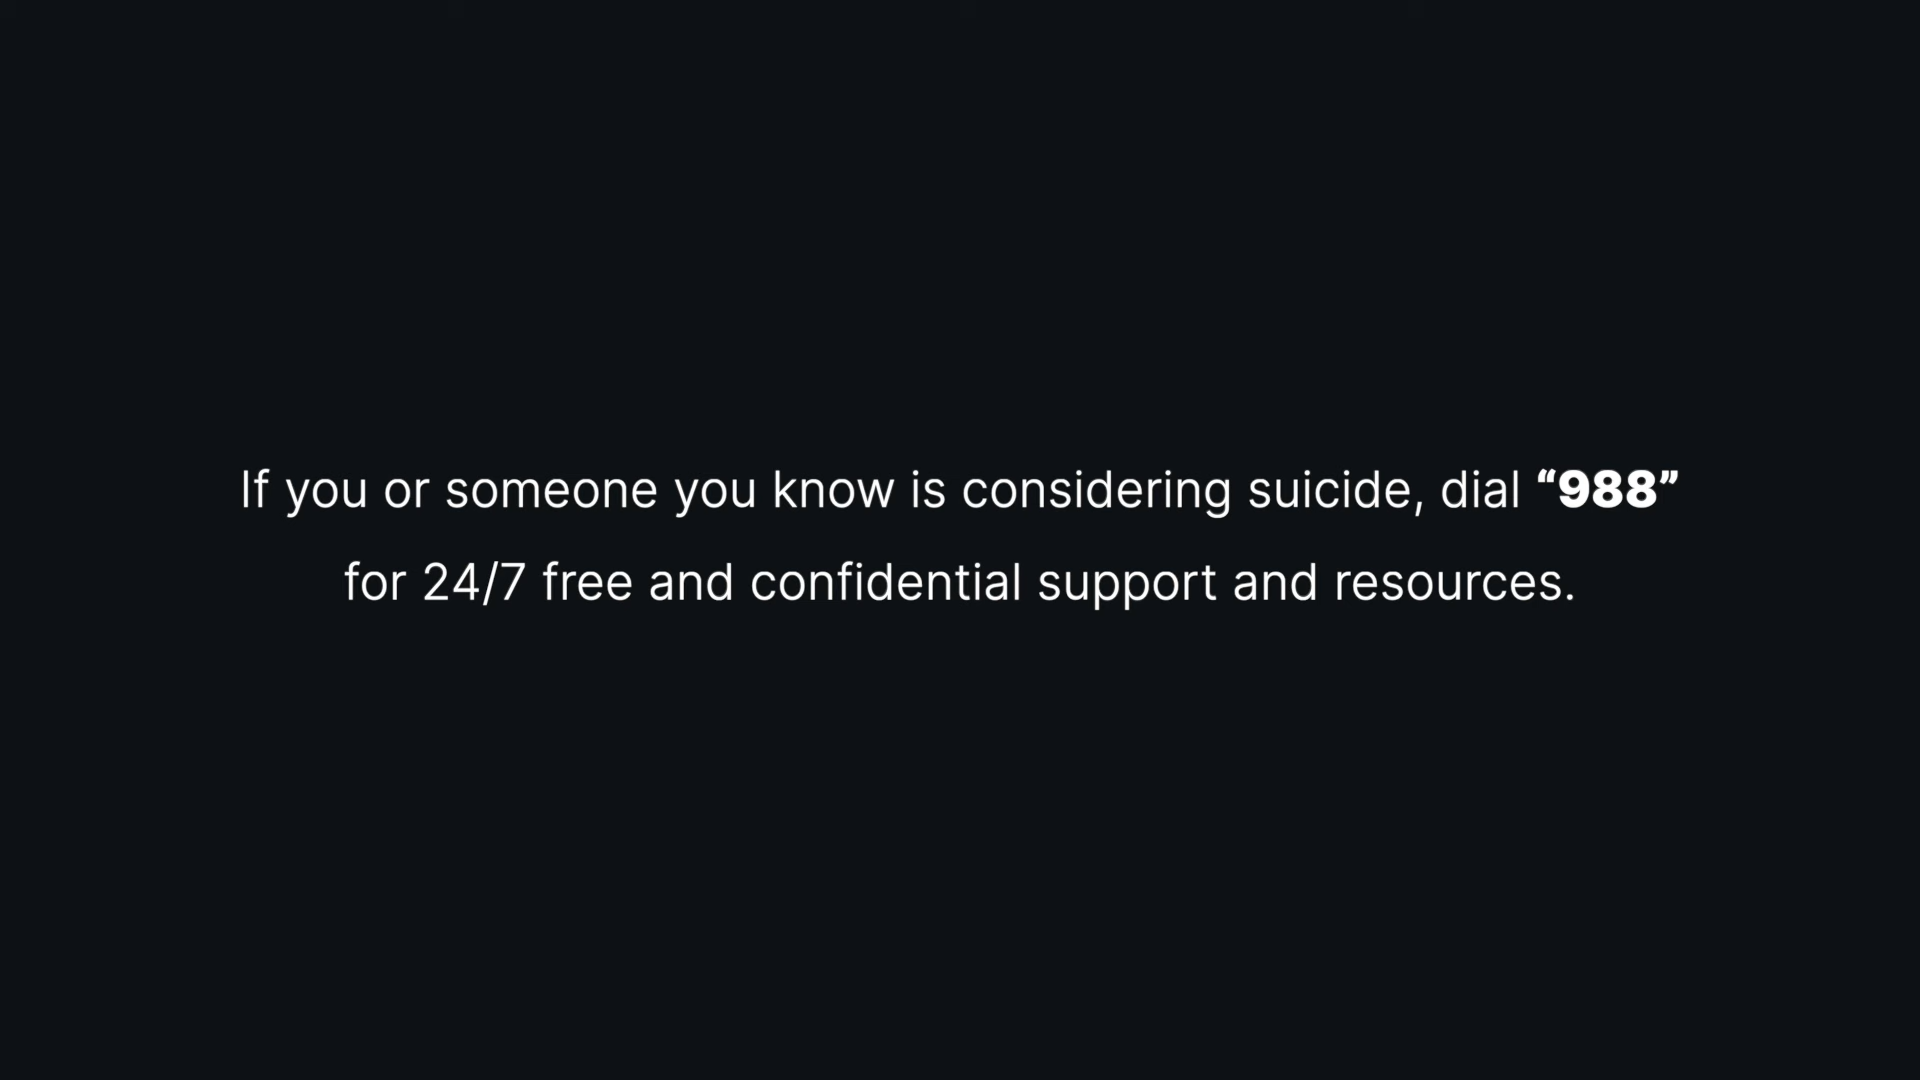 If you or someone you know is considering suicide, dial “988”
for 24/7 free and confidential support and resources.